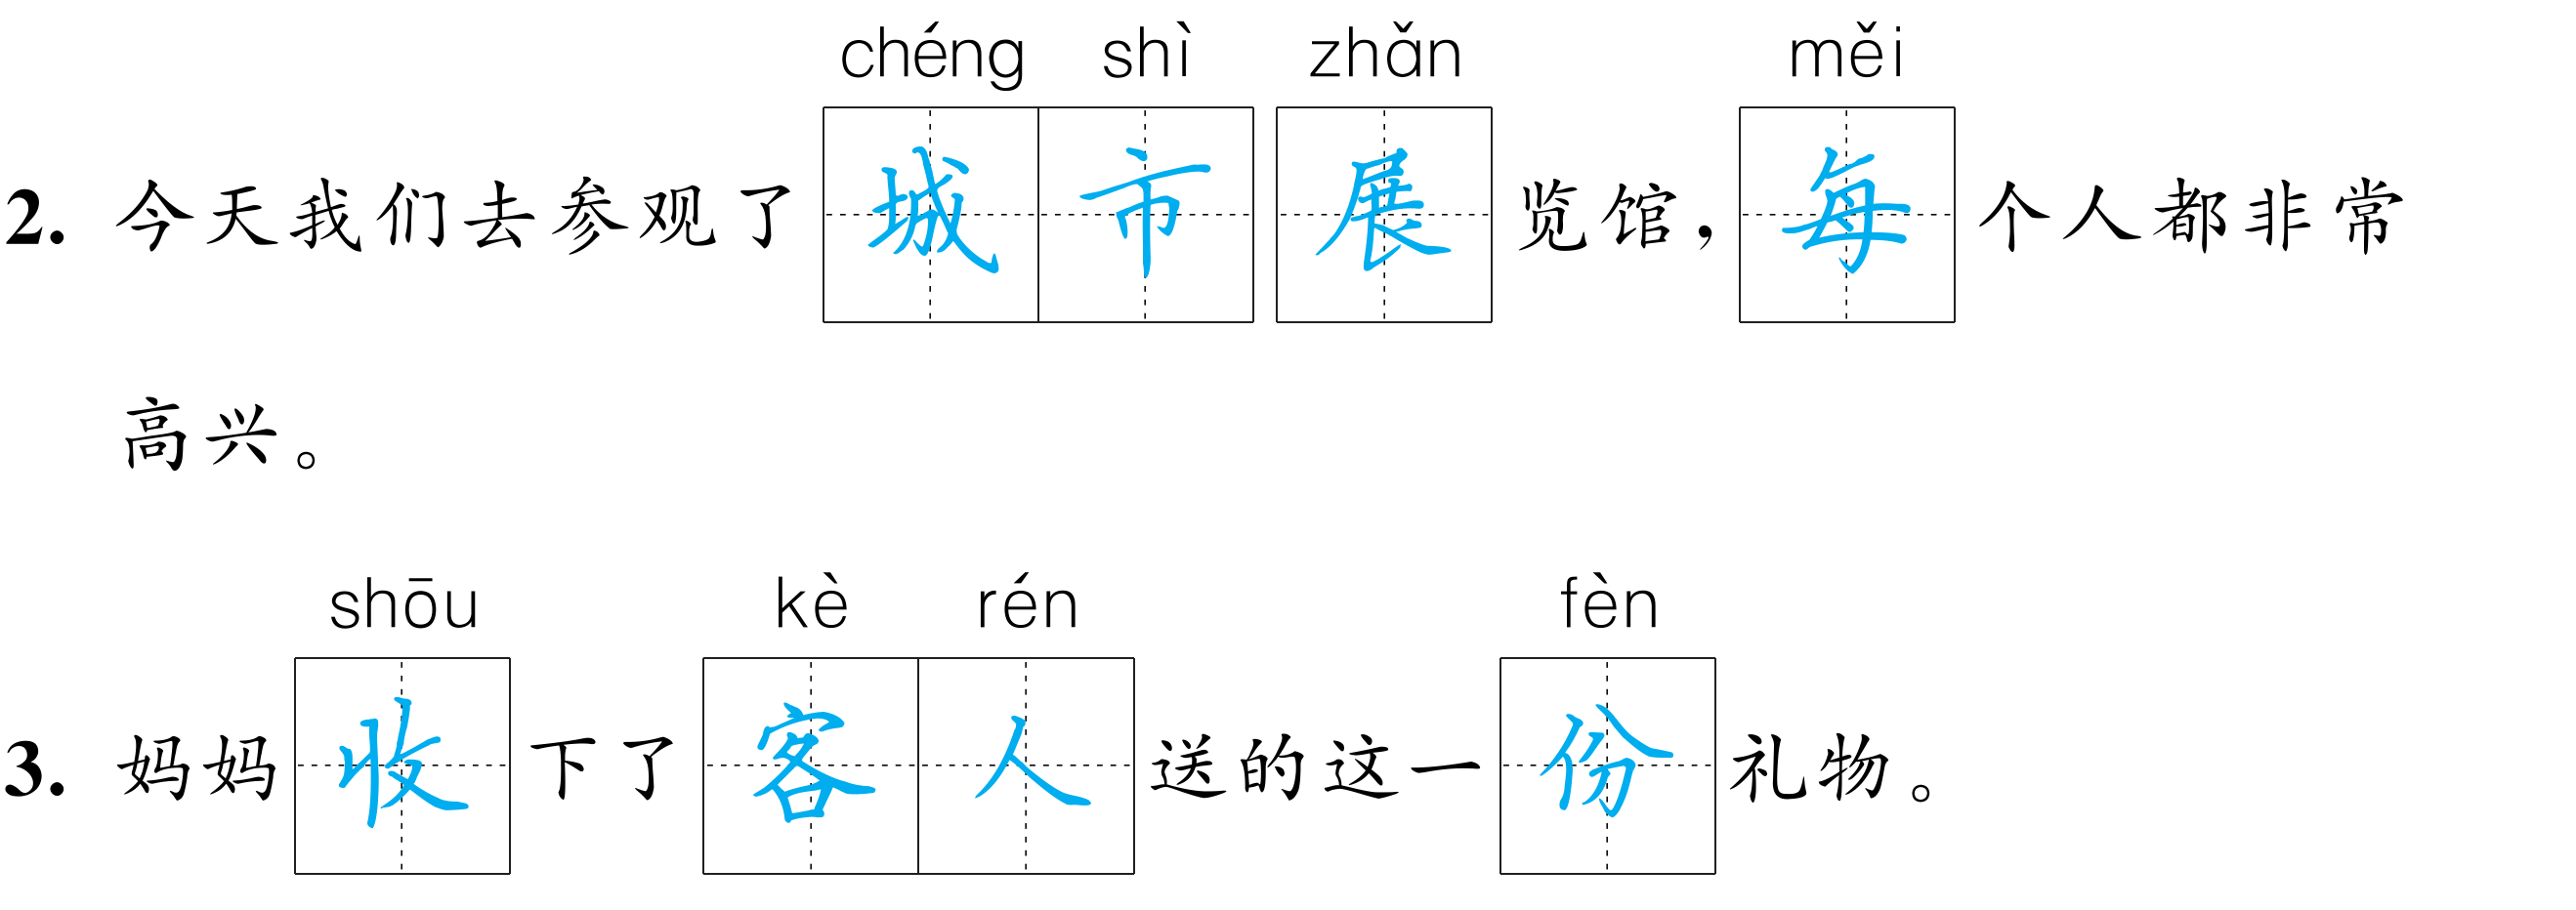 chéng shì zhǎn měi
2. 今天我们去参观了城市展览馆，每个人都非常
高兴。
shōu kè rén fèn
3. 妈妈收下了客人送的这一份礼物。